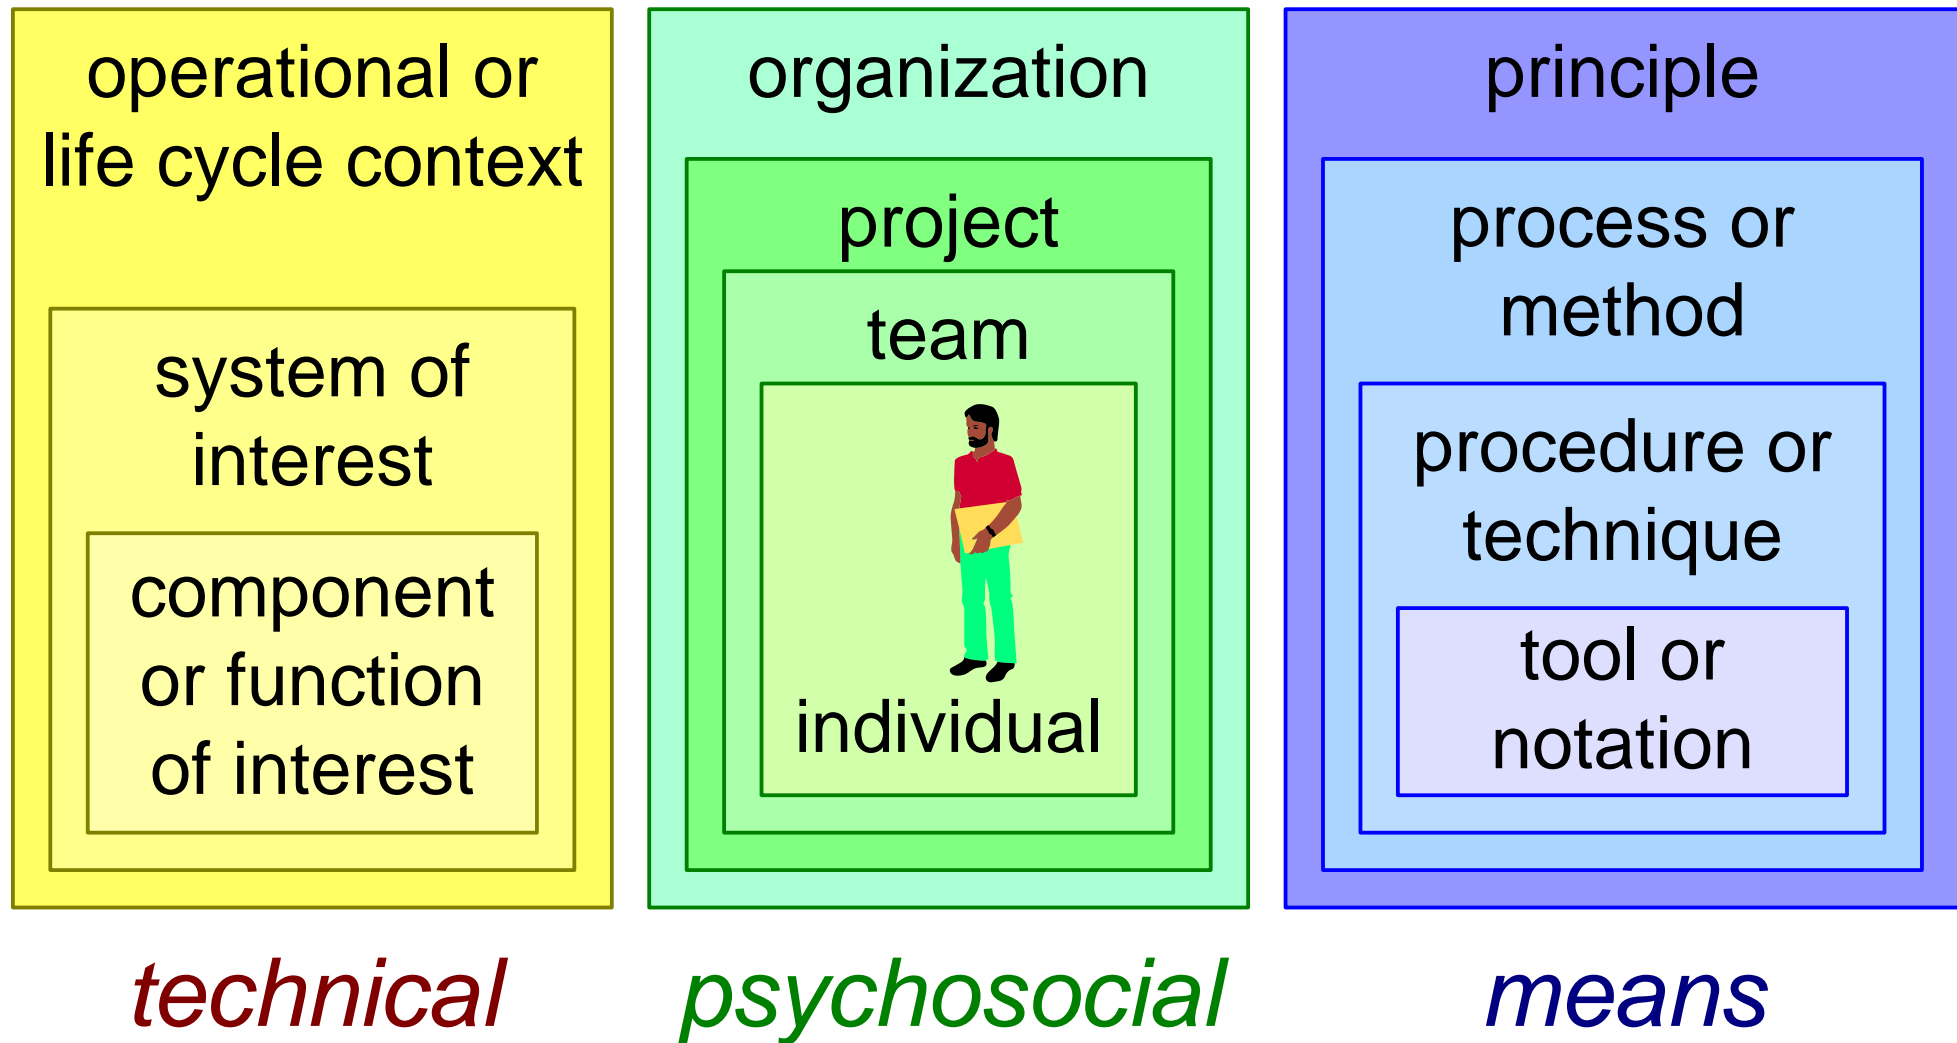 operational or
life cycle context
system of
interest
component
or function
of interest
technical
organization
project
team
individual
psychosocial
principle
process or
method
procedure or
technique
tool or
notation
means